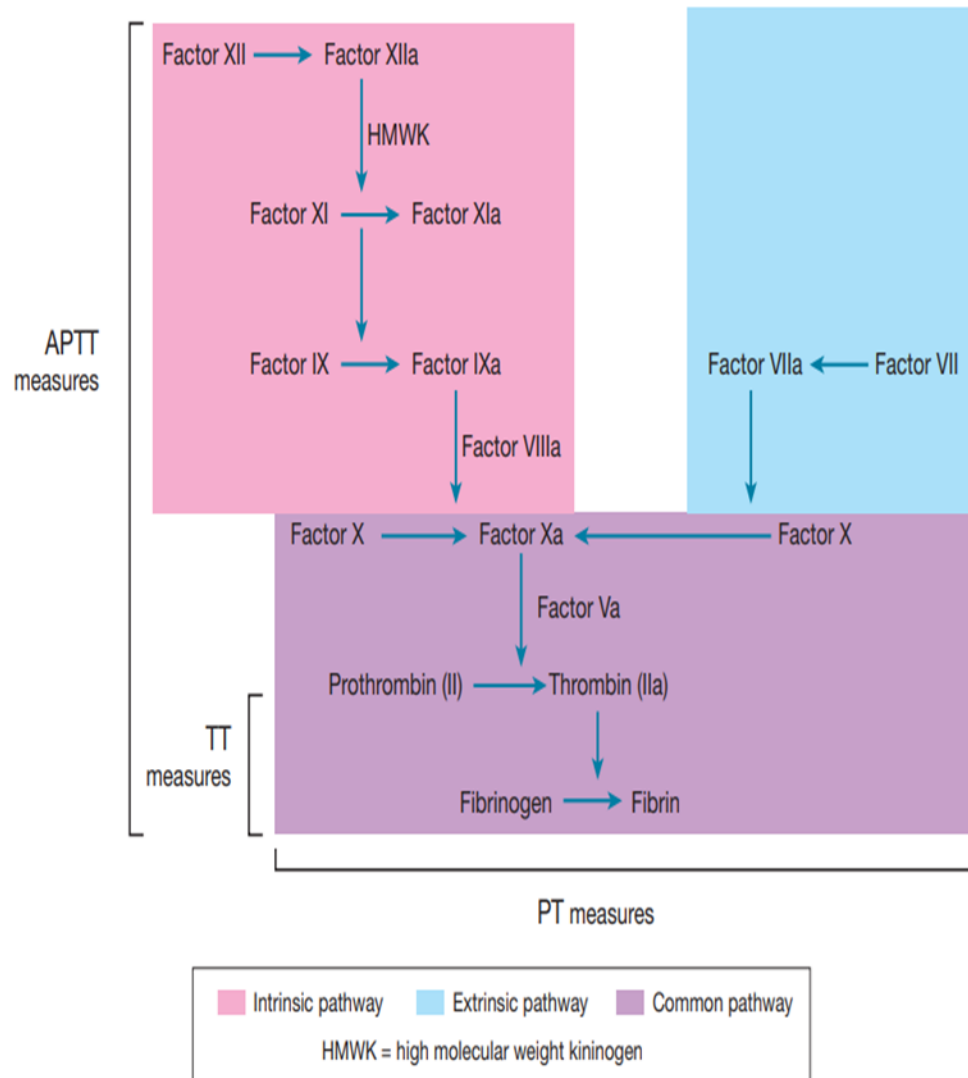 Factor XII Factor XIIa
HMWK
Factor XI Factor XIa
APTT
measures
Factor IX Factor IXa
Factor VIIa Factor VII
Factor VIIIa
Factor X Factor Xa Factor X
Factor Va
Prothrombin (II) Thrombin (IIa)
TT
measures
Fibrinogen Fibrin
PT measures
Intrinsic pathway Extrinsic pathway Common pathway
HMWK = high molecular weight kininogen